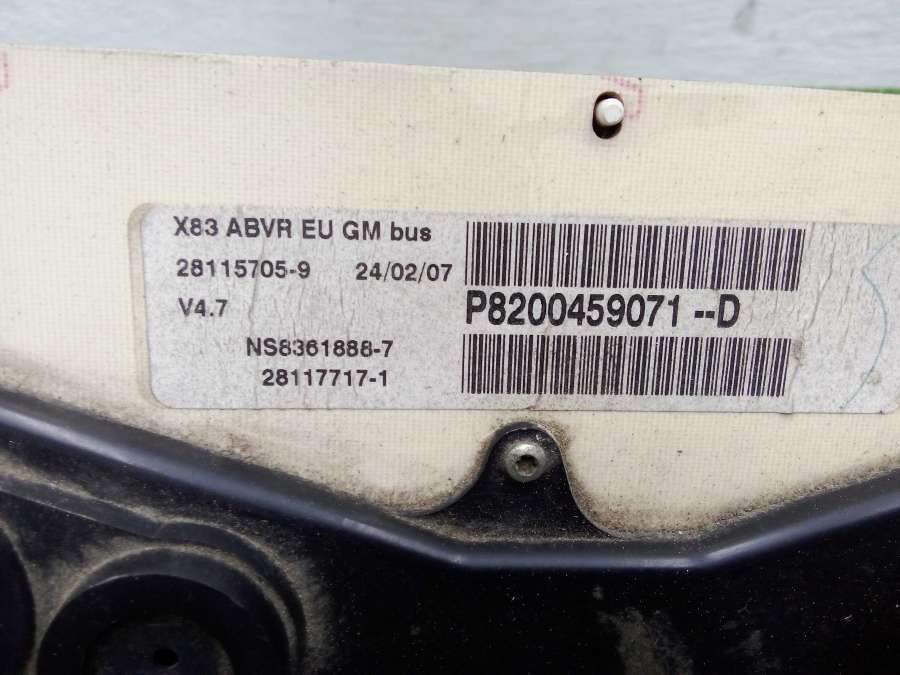 X83 ABVR EU GM bus
28115705-9 24/02/07
V4.7
P8200459071 --D
NS8361888-7
28117717-1